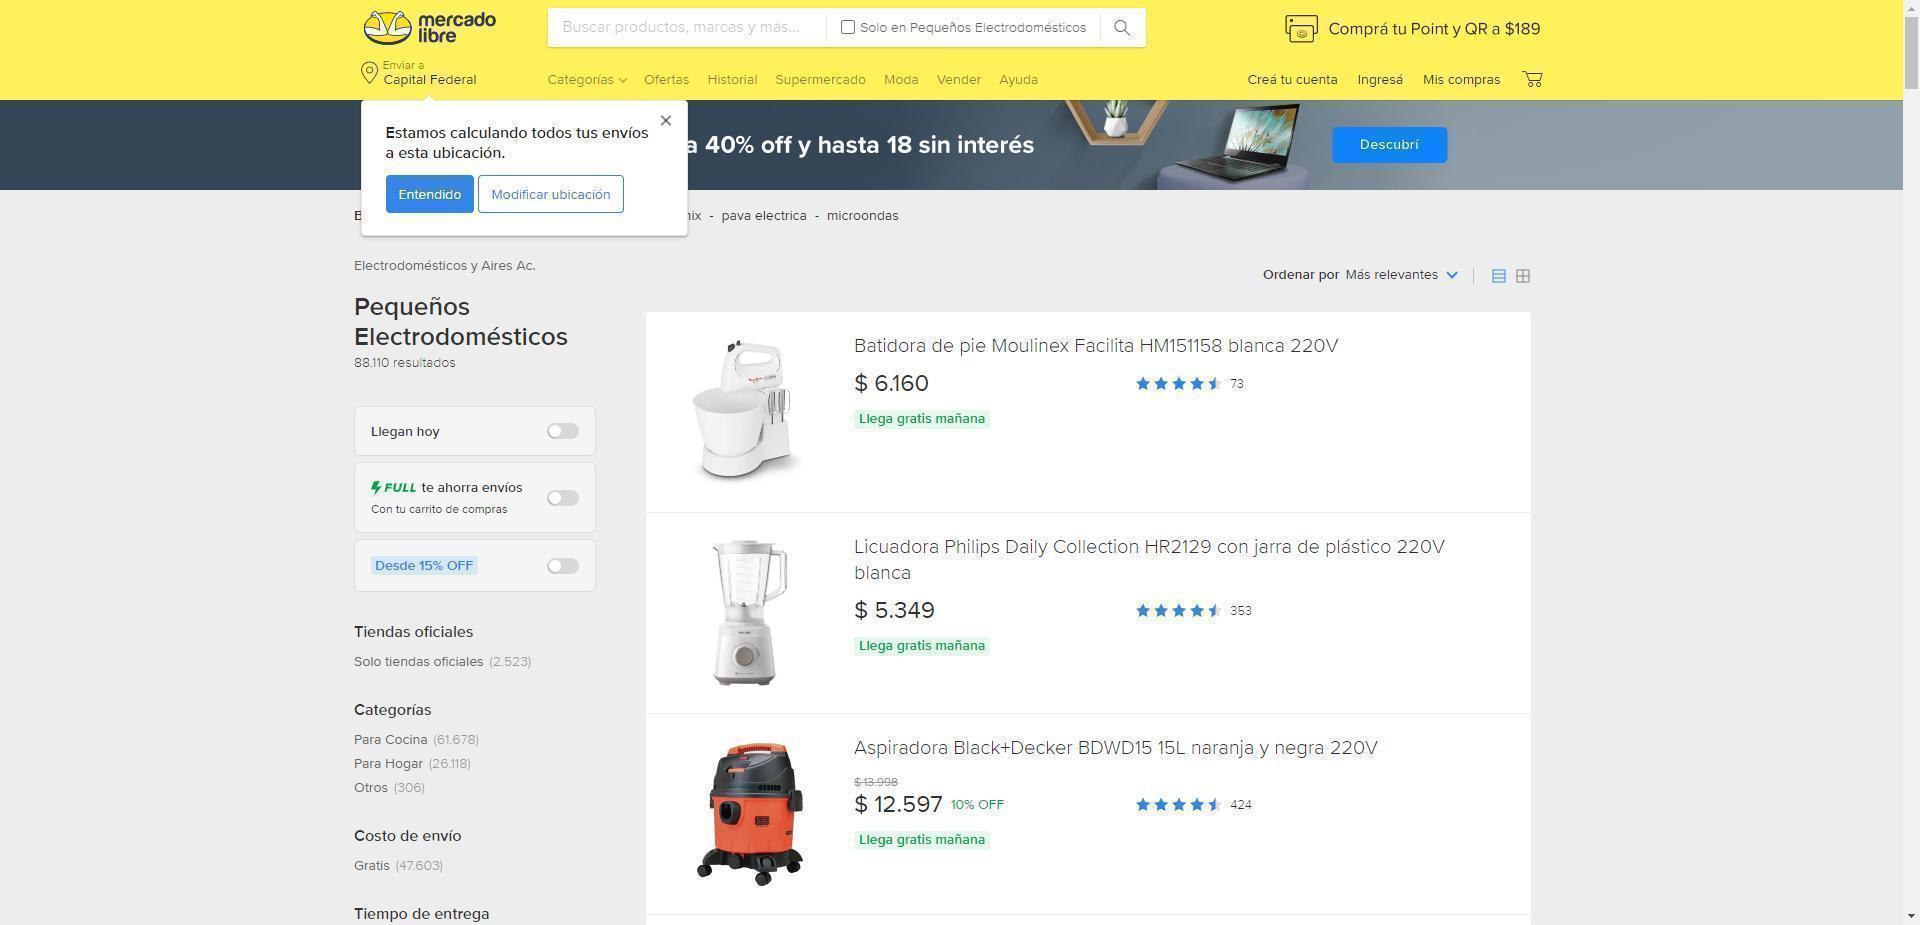 mercado
libre
Buscar productos, marcas y más...
Solo en Pequeños Electrodomésticos
Comprá tu Point y QR a $189
Enviar a
Capital Federal
Categorías
Ofertas
Historial
Supermercado
Moda
Vender
Ayuda
Creá tu cuenta
Ingresá
Mis compras
Estamos calculando todos tus envíos
a esta ubicación.
Entendido
Modificar ubicación
a 40% off y hasta 18 sin interés
Descubrí
B
nix - pava electrica - microondas
Electrodomésticos y Aires Ac.
Ordenar por Más relevantes
Pequeños
Electrodomésticos
88.110 resultados
Llegan hoy
FULL te ahorra envíos
Con tu carrito de compras
Desde 15% OFF
Tiendas oficiales
Solo tiendas oficiales (2.523)
Categorías
Para Cocina (61.678)
Para Hogar (26.118)
Otros (306)
Costo de envío
Gratis (47.603)
Tiempo de entrega
Batidora de pie Moulinex Facilita HM151158 blanca 220V
$ 6.160
73
Llega gratis mañana
Licuadora Philips Daily Collection HR2129 con jarra de plástico 220V
blanca
$ 5.349
353
Llega gratis mañana
Aspiradora Black+Decker BDWD15 15L naranja y negra 220V
$ 13.998
$ 12.597 10% OFF
424
Llega gratis mañana